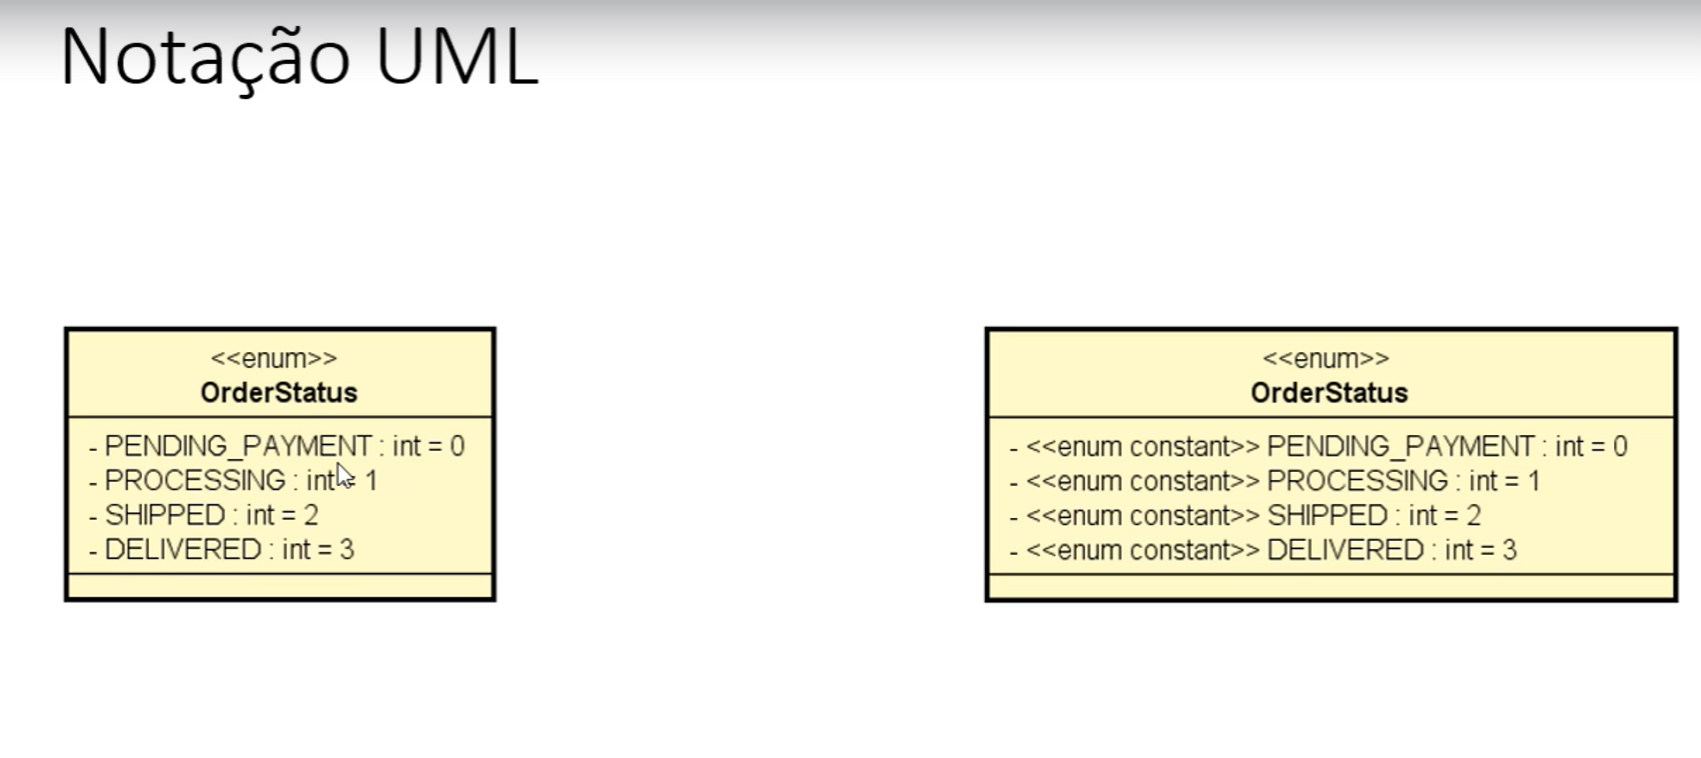 Notação UML
<<enum>>
OrderStatus
- PENDING_PAYMENT : int = 0
- PROCESSING : int 1
- SHIPPED : int = 2
- DELIVERED : int = 3
<<enum>>
OrderStatus
- <<enum constant>> PENDING_PAYMENT : int = 0
- <<enum constant>> PROCESSING : int = 1
- <<enum constant>> SHIPPED : int = 2
- <<enum constant>> DELIVERED : int = 3